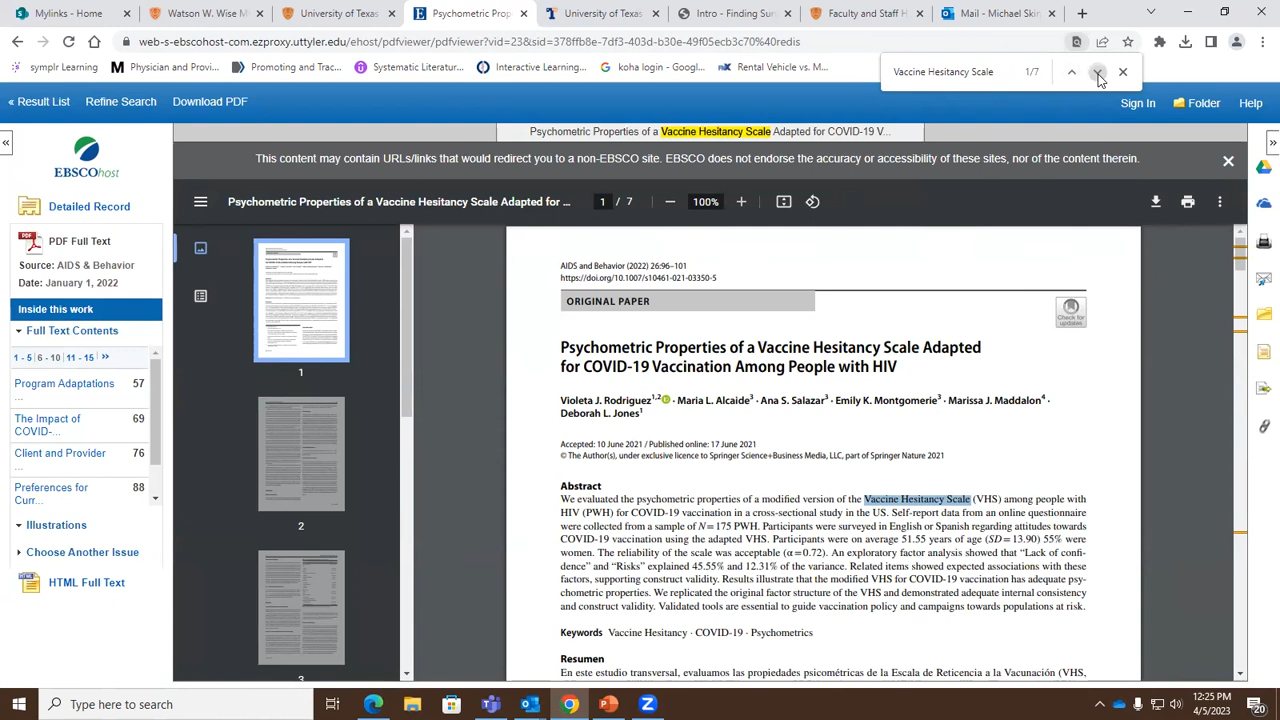 Mylinks - Home
Watson W. Wise M
University of Texas
Psychometric Prop
University of Texas
Intro - Finding Sur
Faculty and Staff H
Mail - Michael Skin
web-s-ebscohost-com.ezproxy.uttyler.edu/ehost/pdfviewer/pdfviewer?vid=23&sid=378ffb8e-7df3-4d0b-b30e-49f05ecb3c70%40redis
symplr Learning
Physician and Provi...
Promoting and Trac...
Systematic Literatur...
koha login - Googl...
Rental Vehicle vs. M...
Vaccine Hesitancy Scale 1/7
« Result List Refine Search Download PDF
Sign In Folder Help
Psychometric Properties of a Vaccine Hesitancy Scale Adapted for COVID-19 V...
This content may contain URLs/links that would redirect you to a non-EBSCO site. EBSCO does not endorse the accuracy or accessibility of these sites, nor of the content therein.
EBSCOhost
Detailed Record
PDF Full Text
Source: AIDS & Behavior
Date: January 1, 2022
Inside this work
Full Text Contents
1 - 5 6 - 10 11 - 15 »
Program Adaptations 57
...
The Impact of 69
COVID-...
Client and Provider 76
...
Preferences for 88
Curr...
Illustrations
Choose Another Issue
HTML Full Text
Psychometric Properties of a Vaccine Hesitancy Scale Adapted for ...
1 / 7
100%
1
2
3
AIDS and Behavior (2022) 26:96–101
https://doi.org/10.1007/s10461-021-03350-5
ORIGINAL PAPER
Check for
updates
Psychometric Properties of a Vaccine Hesitancy Scale Adapted
for COVID-19 Vaccination Among People with HIV
Violeta J. Rodriguez1,2 · Maria L. Alcaide3 · Ana S. Salazar3 · Emily K. Montgomerie3 · Marissa J. Maddalon4 ·
Deborah L. Jones1
Accepted: 10 June 2021 / Published online: 17 June 2021
© The Author(s), under exclusive licence to Springer Science+Business Media, LLC, part of Springer Nature 2021
Abstract
We evaluated the psychometric properties of a modified version of the Vaccine Hesitancy Scale (VHS) among people with
HIV (PWH) for COVID-19 vaccination in a cross-sectional study in the US. Self-report data from an online questionnaire
were collected from a sample of N = 175 PWH. Participants were surveyed in English or Spanish regarding attitudes towards
COVID-19 vaccination using the adapted VHS. Participants were on average 51.55 years of age (SD = 13.90) 55% were
women. The reliability of the scale was acceptable (α = 0.72). An exploratory factor analysis showed that “Lack of confi-
dence” and “Risks” explained 45.55% and 12.31% of the variance. Related items showed expected associations with these
factors, supporting construct validity. Results illustrate that the modified VHS for COVID-19 vaccination has adequate psy-
chometric properties. We replicated the original factor structure of the VHS and demonstrated adequate internal consistency
and construct validity. Validated tools are essential to guide vaccination policy and campaigns towards populations at risk.
Keywords Vaccine Hesitancy · COVID-19 · Psychometrics
Resumen
En este estudio transversal, evaluamos las propiedades psicométricas de la Escala de Reticencia a la Vacunación (VHS,
Type here to search
12:25 PM
4/5/2023
20